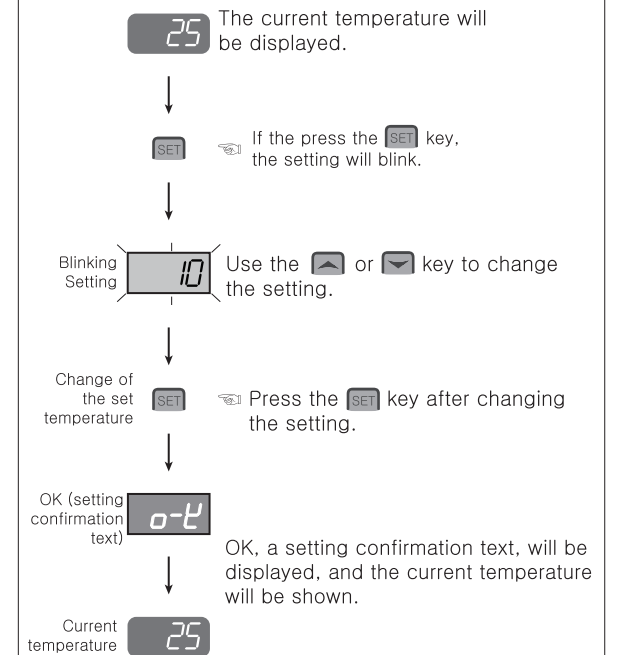 25
The current temperature will
be displayed.
SET
If the press the SET key,
the setting will blink.
Blinking
Setting
10
Use the or key to change
the setting.
Change of
the set
temperature
SET
Press the SET key after changing
the setting.
OK (setting
confirmation
text)
o-k
OK, a setting confirmation text, will be
displayed, and the current temperature
will be shown.
Current
temperature
25